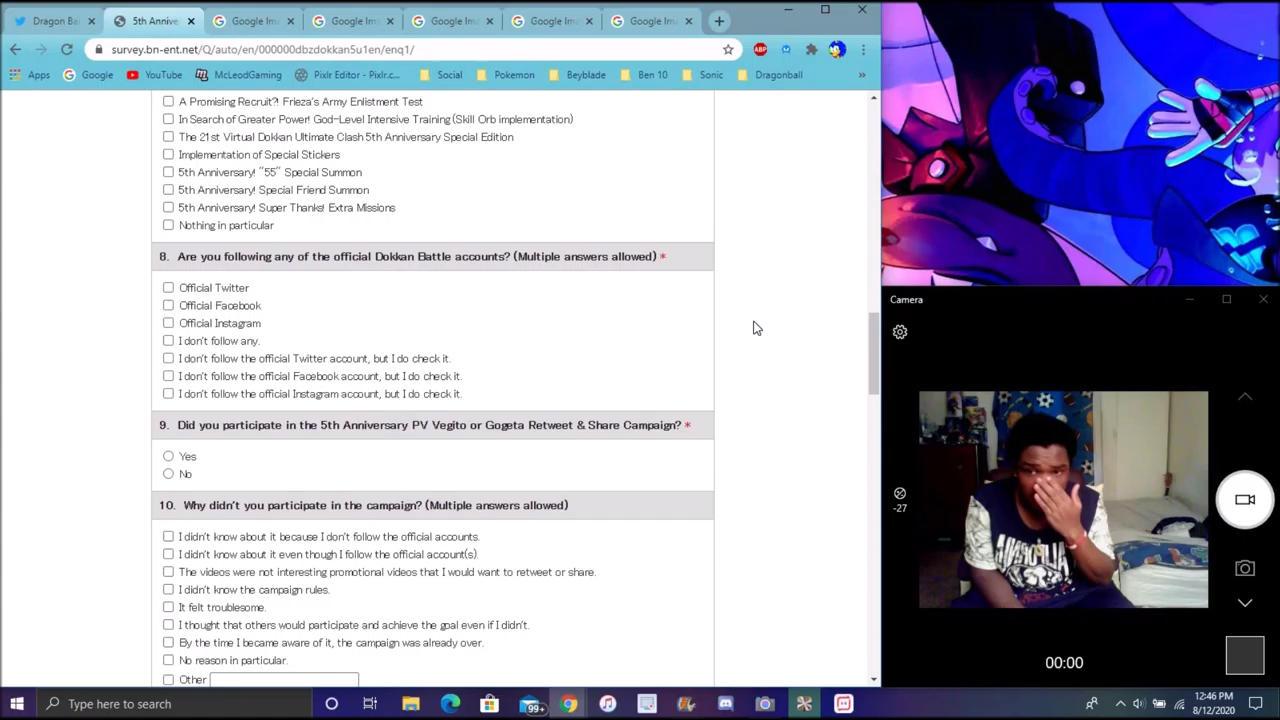 Dragon Ba
5th Annive
Google Ima
Google Ima
Google Ima
Google Ima
Google Ima
survey.bn-ent.net/Q/auto/en/000000dbzdokkan5u1en/enq1/
ABP
Apps
Google
YouTube
McLeodGaming
Pixlr Editor - Pixlr.c...
Social
Pokemon
Beyblade
Ben 10
Sonic
Dragonball
»
A Promising Recruit?! Frieza's Army Enlistment Test
In Search of Greater Power! God-Level Intensive Training (Skill Orb implementation)
The 21st Virtual Dokkan Ultimate Clash 5th Anniversary Special Edition
Implementation of Special Stickers
5th Anniversary! "55" Special Summon
5th Anniversary! Special Friend Summon
5th Anniversary! Super Thanks! Extra Missions
Nothing in particular
8. Are you following any of the official Dokkan Battle accounts? (Multiple answers allowed) *
Official Twitter
Official Facebook
Official Instagram
I don't follow any.
I don't follow the official Twitter account, but I do check it.
I don't follow the official Facebook account, but I do check it.
I don't follow the official Instagram account, but I do check it.
9. Did you participate in the 5th Anniversary PV Vegito or Gogeta Retweet & Share Campaign? *
Yes
No
10. Why didn't you participate in the campaign? (Multiple answers allowed)
I didn't know about it because I don't follow the official accounts.
I didn't know about it even though I follow the official account(s).
The videos were not interesting promotional videos that I would want to retweet or share.
I didn't know the campaign rules.
It felt troublesome.
I thought that others would participate and achieve the goal even if I didn't.
By the time I became aware of it, the campaign was already over.
No reason in particular.
Other
Camera
-27
00:00
Type here to search
99+
12:46 PM
8/12/2020